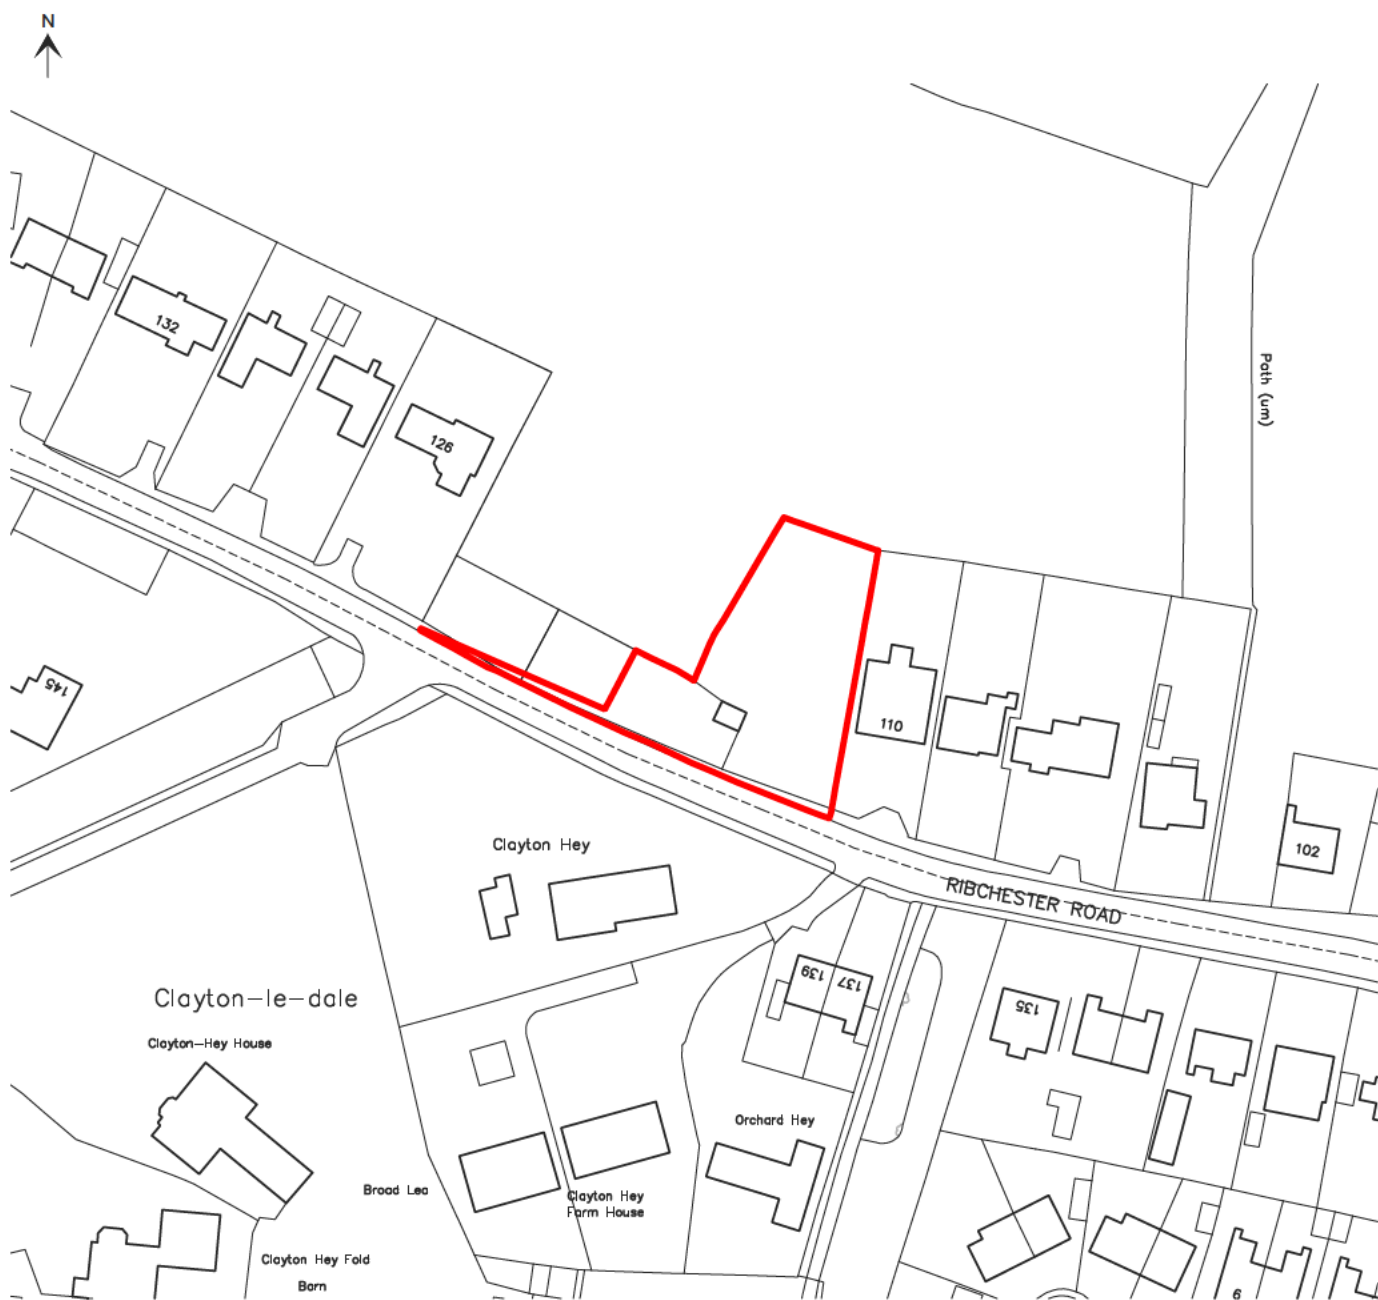 N
132
126
Path (um)
145
110
102
Clayton Hey
RIBCHESTER ROAD
139
137
Clayton-le-dale
135
Clayton-Hey House
Orchard Hey
Broad Lea
Clayton Hey
Farm House
Clayton Hey Fold
Barn
6